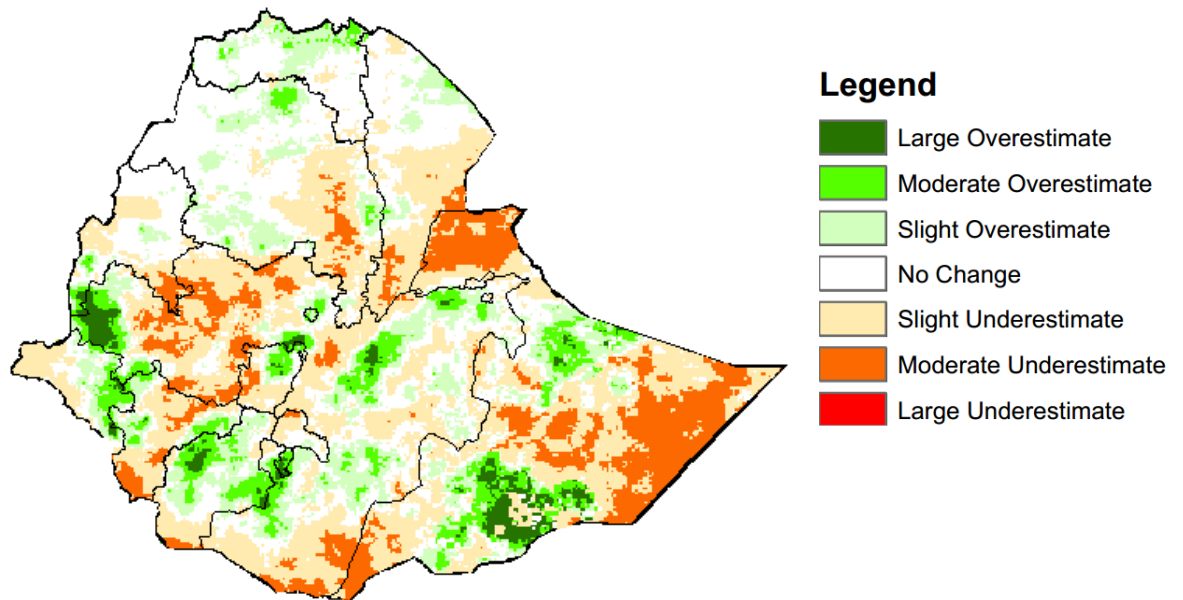 Legend
Large Overestimate
Moderate Overestimate
Slight Overestimate
No Change
Slight Underestimate
Moderate Underestimate
Large Underestimate